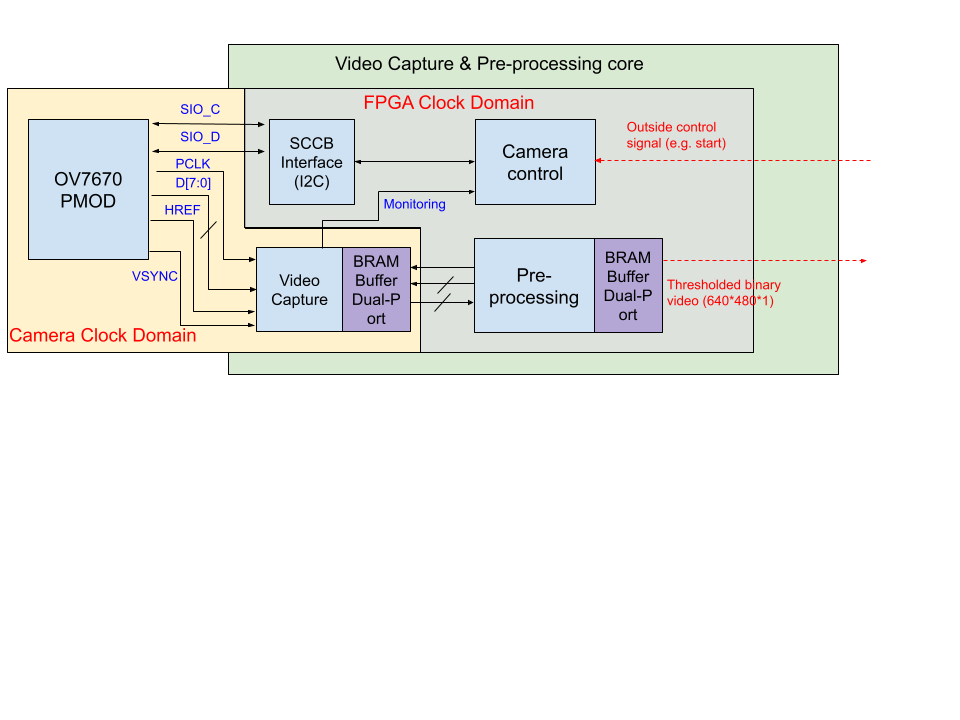 Video Capture & Pre-processing core
FPGA Clock Domain
SIO_C
SIO_D
PCLK
D[7:0]
HREF
VSYNC
OV7670
PMOD
SCCB
Interface
(I2C)
Camera
control
Outside control
signal (e.g. start)
Monitoring
Video
Capture
BRAM
Buffer
Dual-P
ort
Pre-
processing
BRAM
Buffer
Dual-P
ort
Thresholded binary
video (640*480*1)
Camera Clock Domain